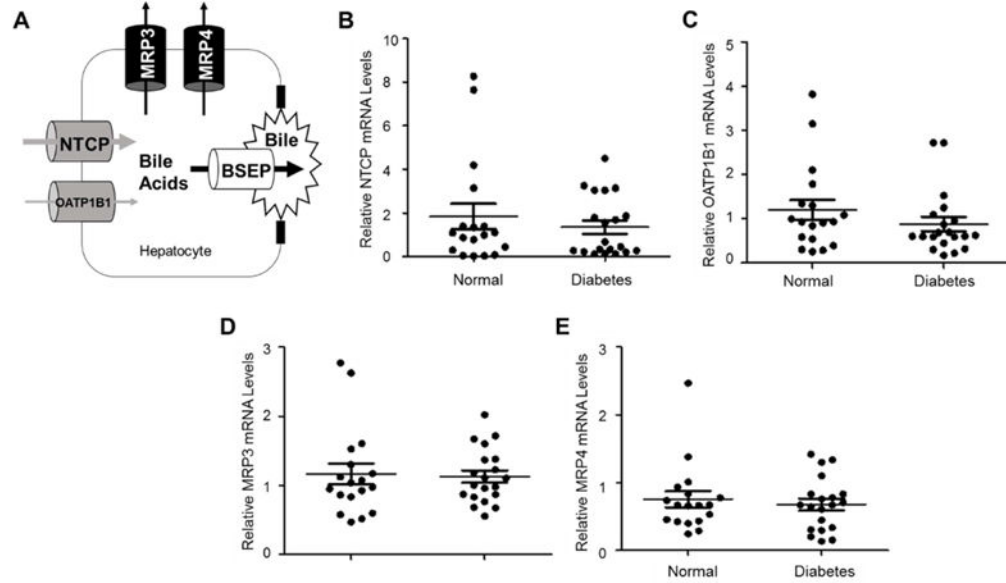 A
MRP3
MRP4
NTCP
OATP1B1
Bile
Acids
BSEP
Bile
Hepatocyte
B
Relative NTCP mRNA Levels
10
8
6
4
2
0
Normal
Diabetes
C
Relative OATP1B1 mRNA Levels
5
4
3
2
1
0
Normal
Diabetes
D
Relative MRP3 mRNA Levels
3
2
1
0
E
Relative MRP4 mRNA Levels
3
2
1
0
Normal
Diabetes